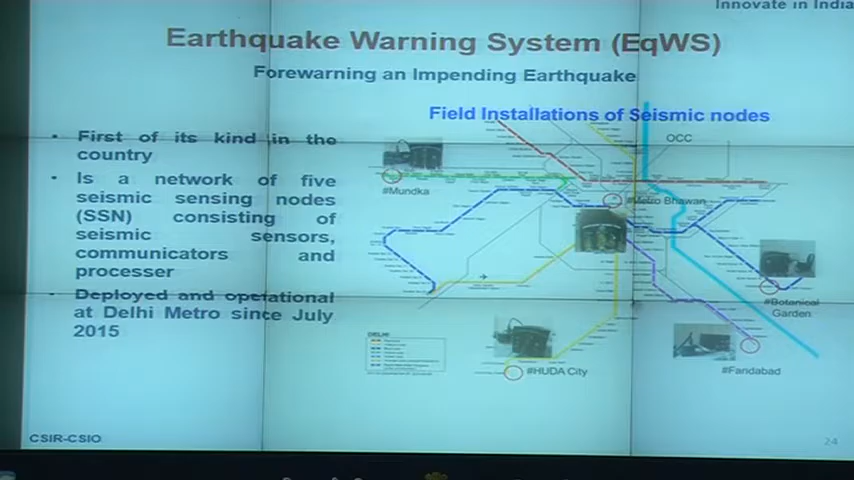 Innovate in India
Earthquake Warning System (EqWS)
Forewarning an Impending Earthquake
Field Installations of Seismic nodes
• First of its kind in the
country
• Is a network of five
seismic sensing nodes
(SSN) consisting of
seismic sensors,
communicators and
processer
• Deployed and operational
at Delhi Metro since July
2015
OCC
#Mundka
#Metro Bhawan
#Botanical
Garden
DELHI
#HUDA City
#Faridabad
CSIR-CSIO
24